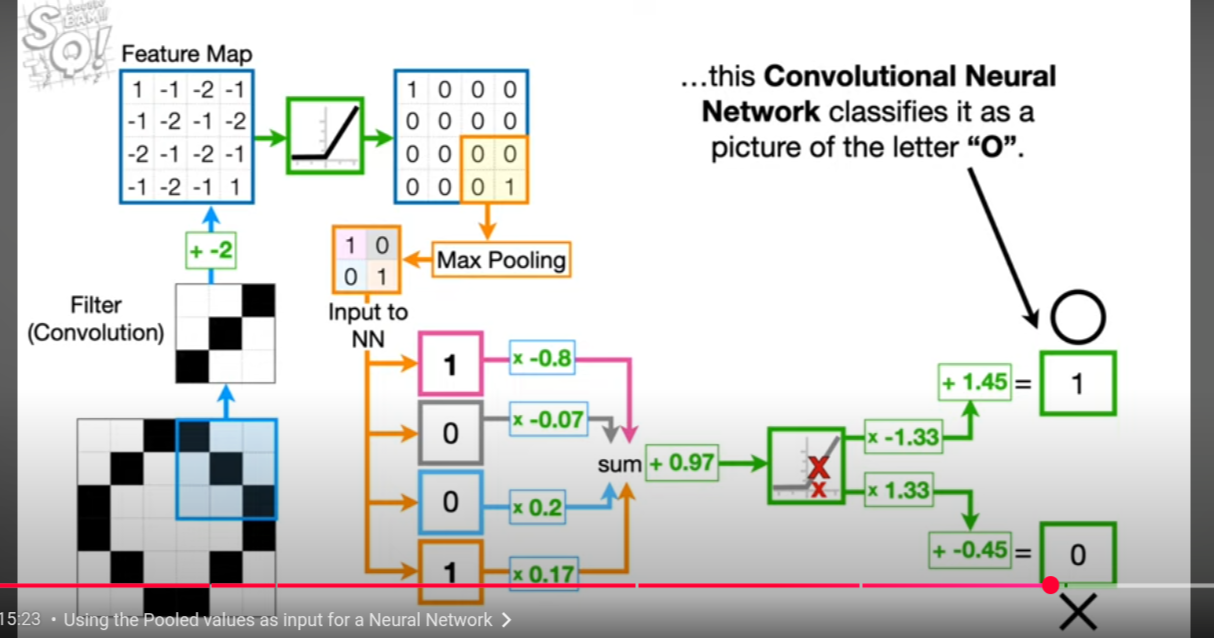 SQ!
Feature Map
1 -1 -2 -1
-1 -2 -1 -2
-2 -1 -2 -1
-1 -2 -1 1
1 0 0 0
0 0 0 0
0 0 0 0
0 0 0 1
…this Convolutional Neural
Network classifies it as a
picture of the letter “O”.
+ -2
1 0
0 1
Max Pooling
Filter
(Convolution)
Input to
NN
1
x -0.8
0
x -0.07
sum
+ 0.97
0
x 0.2
1
x 0.17
x -1.33
+ 1.45 =
1
x 1.33
+ -0.45 =
0
15:23 • Using the Pooled values as input for a Neural Network >